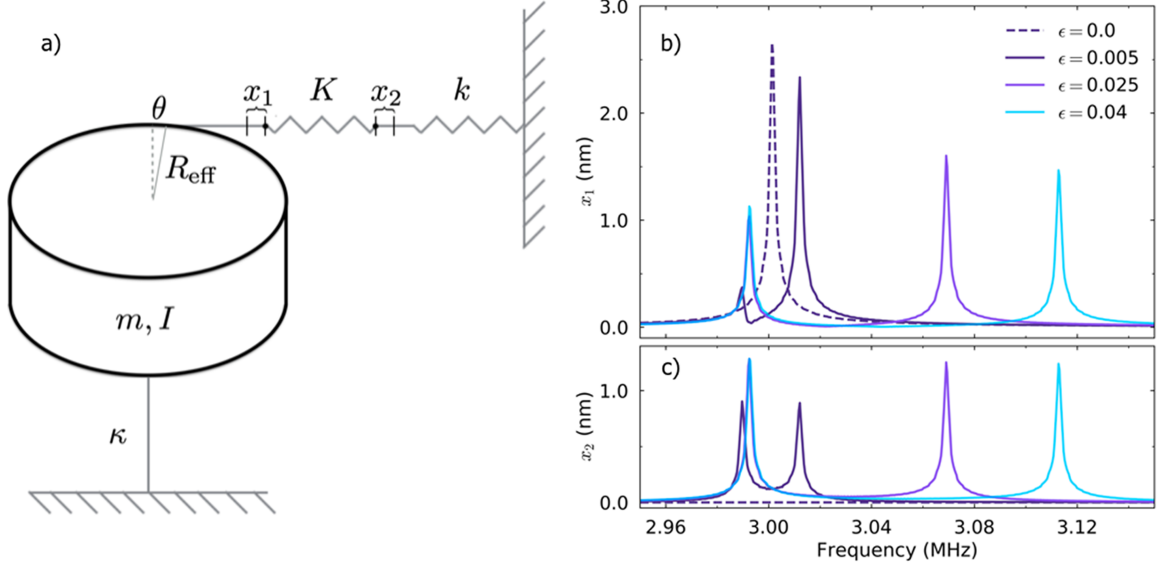 a)
x₁ K x₂ k
θ
R_eff
m, I
κ
b)
3.0
2.0
1.0
0.0
x₁ (nm)
ϵ = 0.0
ϵ = 0.005
ϵ = 0.025
ϵ = 0.04
c)
1.0
0.0
x₂ (nm)
2.96 3.00 3.04 3.08 3.12
Frequency (MHz)